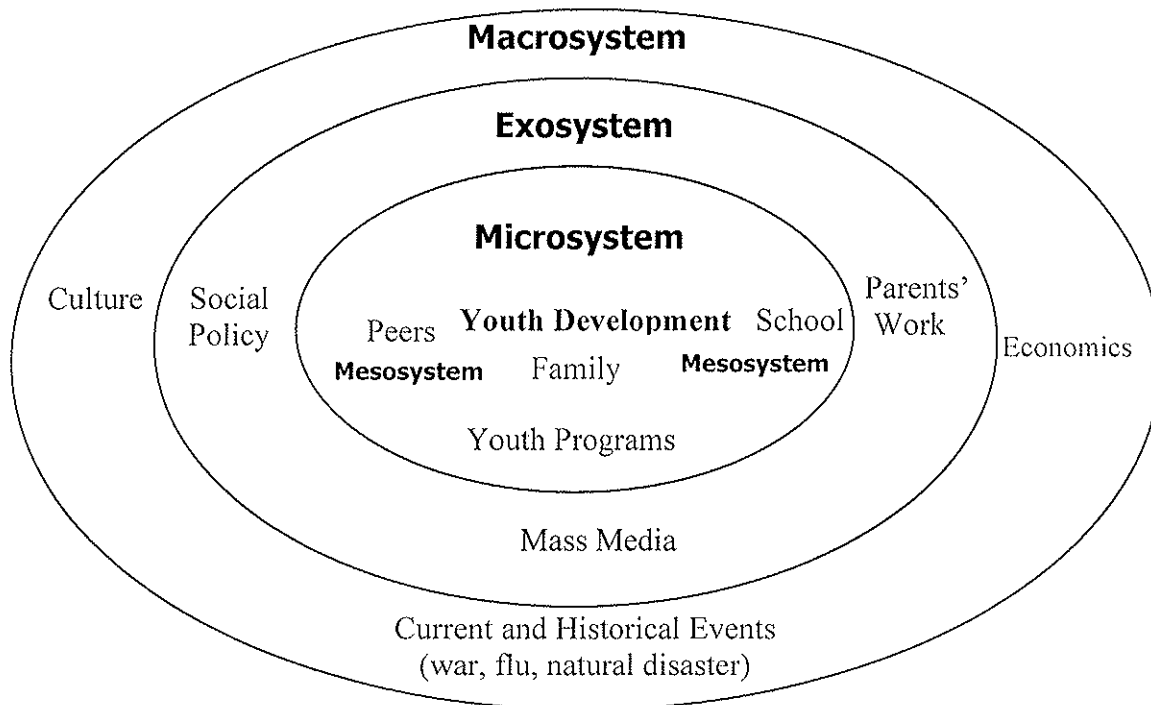 Macrosystem
Exosystem
Microsystem
Culture
Social
Policy
Peers
Youth Development
School
Parents’
Work
Economics
Mesosystem
Family
Mesosystem
Youth Programs
Mass Media
Current and Historical Events
(war, flu, natural disaster)